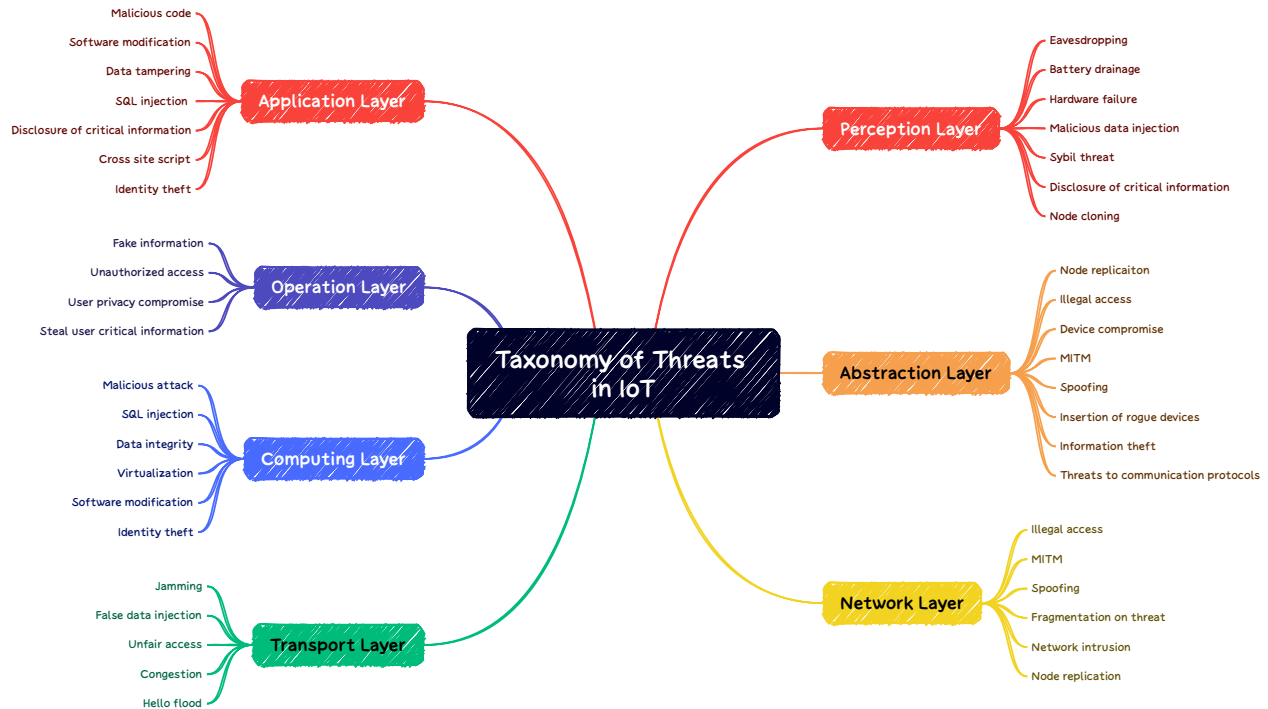 Taxonomy of Threats
in IoT
Application Layer
Malicious code
Software modification
Data tampering
SQL injection
Disclosure of critical information
Cross site script
Identity theft
Operation Layer
Fake information
Unauthorized access
User privacy compromise
Steal user critical information
Computing Layer
Malicious attack
SQL injection
Data integrity
Virtualization
Software modification
Identity theft
Transport Layer
Jamming
False data injection
Unfair access
Congestion
Hello flood
Perception Layer
Eavesdropping
Battery drainage
Hardware failure
Malicious data injection
Sybil threat
Disclosure of critical information
Node cloning
Abstraction Layer
Node replicaiton
Illegal access
Device compromise
MITM
Spoofing
Insertion of rogue devices
Information theft
Threats to communication protocols
Network Layer
Illegal access
MITM
Spoofing
Fragmentation on threat
Network intrusion
Node replication